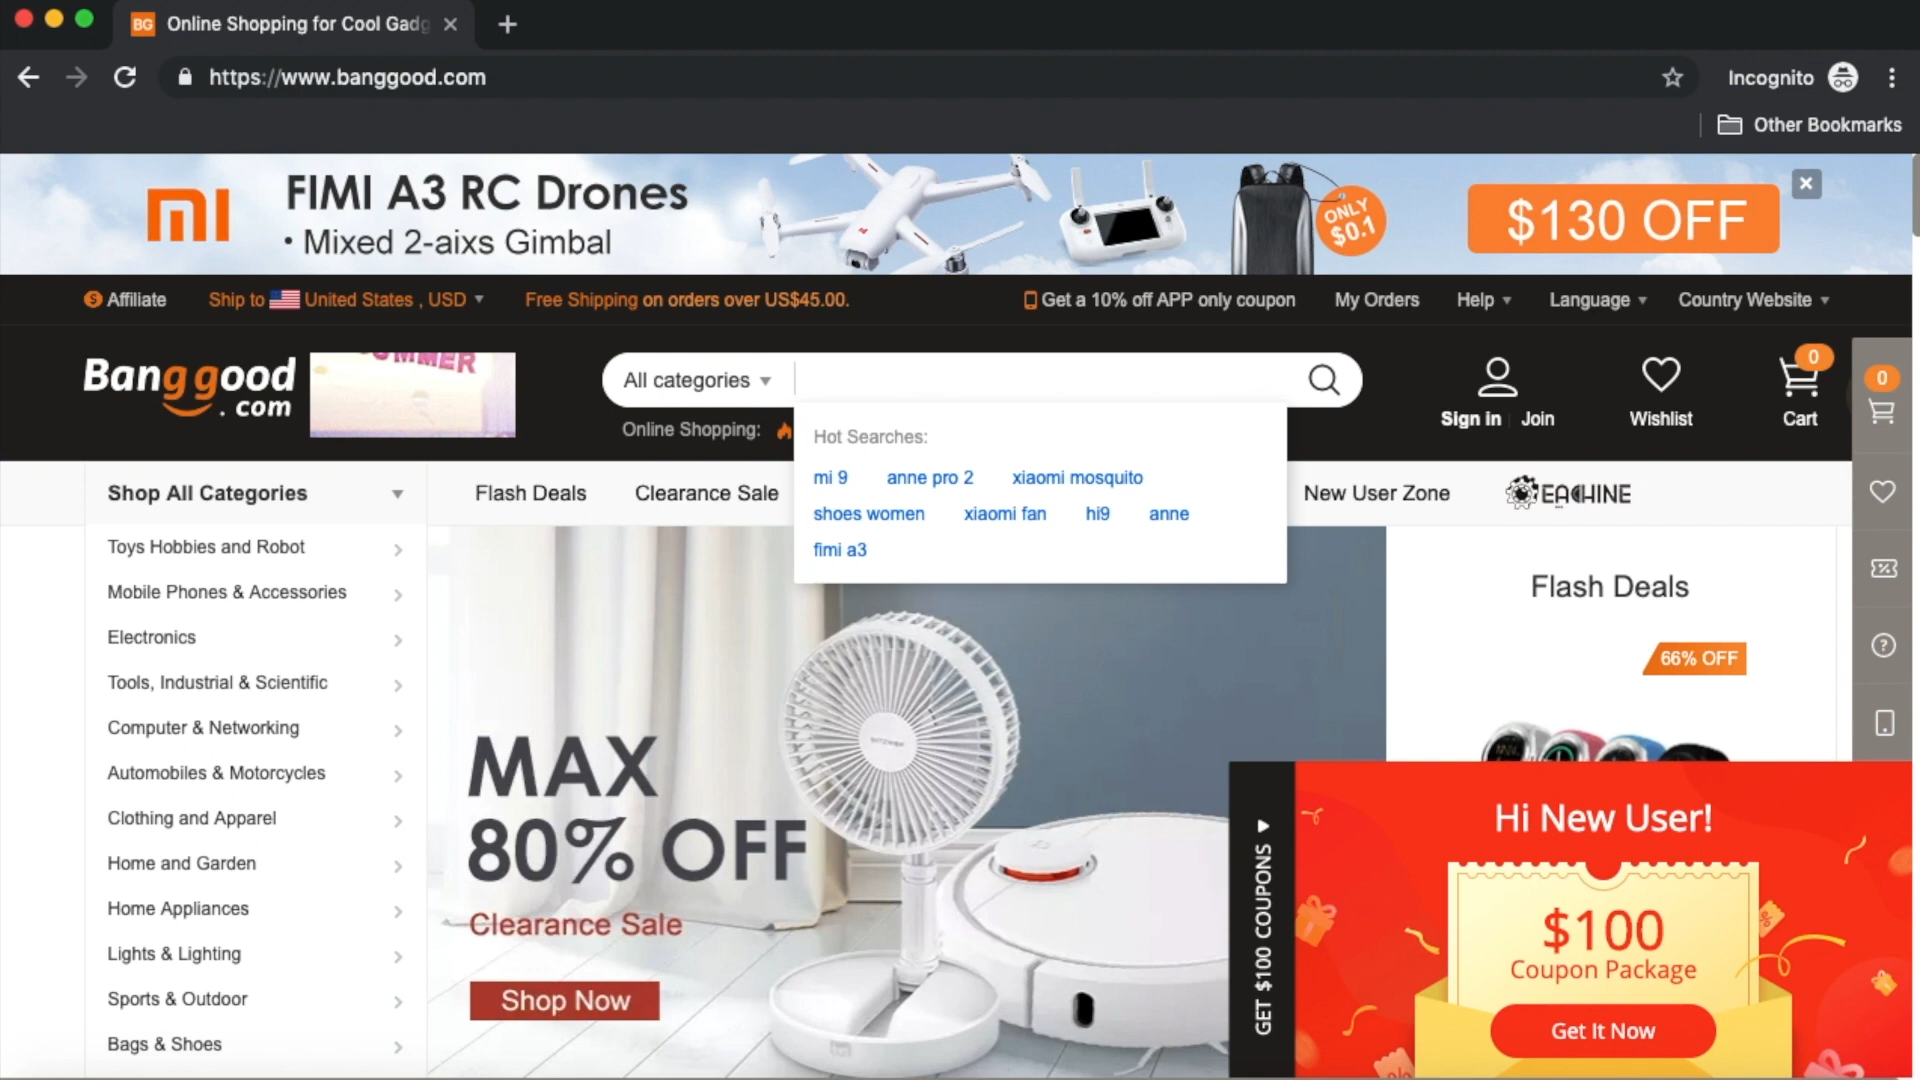 BG Online Shopping for Cool Gadg
https://www.banggood.com
Incognito
Other Bookmarks
FIMI A3 RC Drones
• Mixed 2-aixs Gimbal
ONLY
$0.1
$130 OFF
Affiliate
Ship to United States , USD
Free Shipping on orders over US$45.00.
Get a 10% off APP only coupon
My Orders
Help
Language
Country Website
Banggood
.com
SUMMER
All categories
Online Shopping:
Sign in
Join
Wishlist
0
Cart
0
Hot Searches:
mi 9 anne pro 2 xiaomi mosquito
shoes women xiaomi fan hi9 anne
fimi a3
Shop All Categories
Flash Deals
Clearance Sale
New User Zone
EACHINE
Toys Hobbies and Robot
Mobile Phones & Accessories
Electronics
Tools, Industrial & Scientific
Computer & Networking
Automobiles & Motorcycles
Clothing and Apparel
Home and Garden
Home Appliances
Lights & Lighting
Sports & Outdoor
Bags & Shoes
MAX
80% OFF
Clearance Sale
Shop Now
Flash Deals
66% OFF
GET $100 COUPONS
Hi New User!
$100
Coupon Package
Get It Now